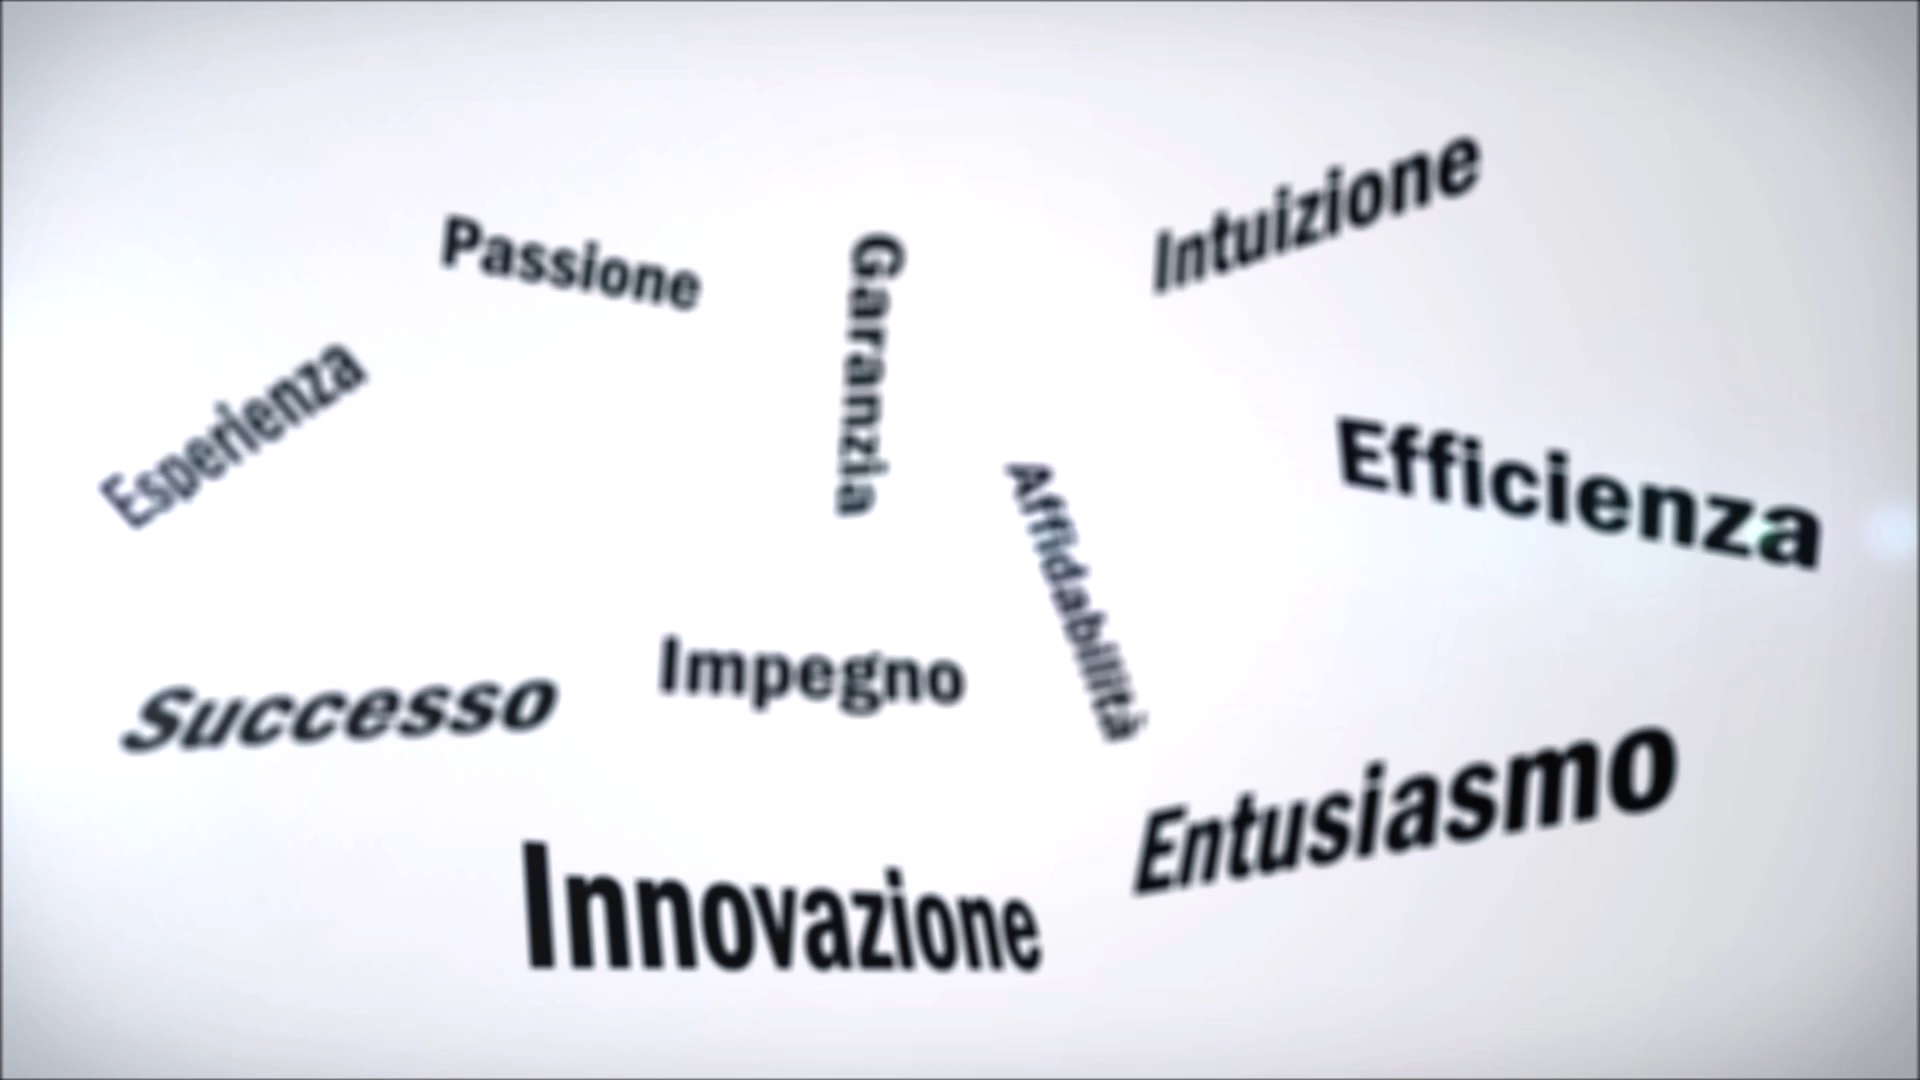 Intuizione
Passione
Garanzia
Esperienza
Efficienza
Affidabilità
Impegno
Successo
Entusiasmo
Innovazione